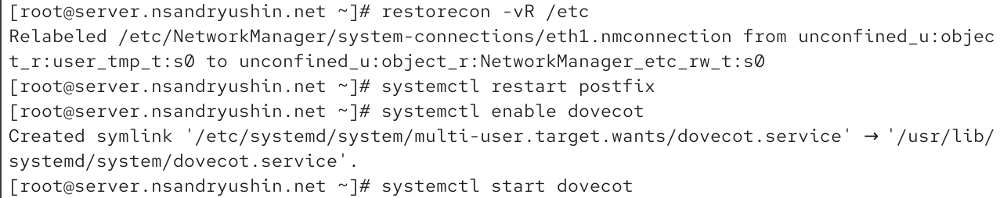 [root@server.nsandryushin.net ~]# restorecon -vR /etc
Relabeled /etc/NetworkManager/system-connections/eth1.nmconnection from unconfined_u:objec
t_r:user_tmp_t:s0 to unconfined_u:object_r:NetworkManager_etc_rw_t:s0
[root@server.nsandryushin.net ~]# systemctl restart postfix
[root@server.nsandryushin.net ~]# systemctl enable dovecot
Created symlink '/etc/systemd/system/multi-user.target.wants/dovecot.service' → '/usr/lib/
systemd/system/dovecot.service'.
[root@server.nsandryushin.net ~]# systemctl start dovecot